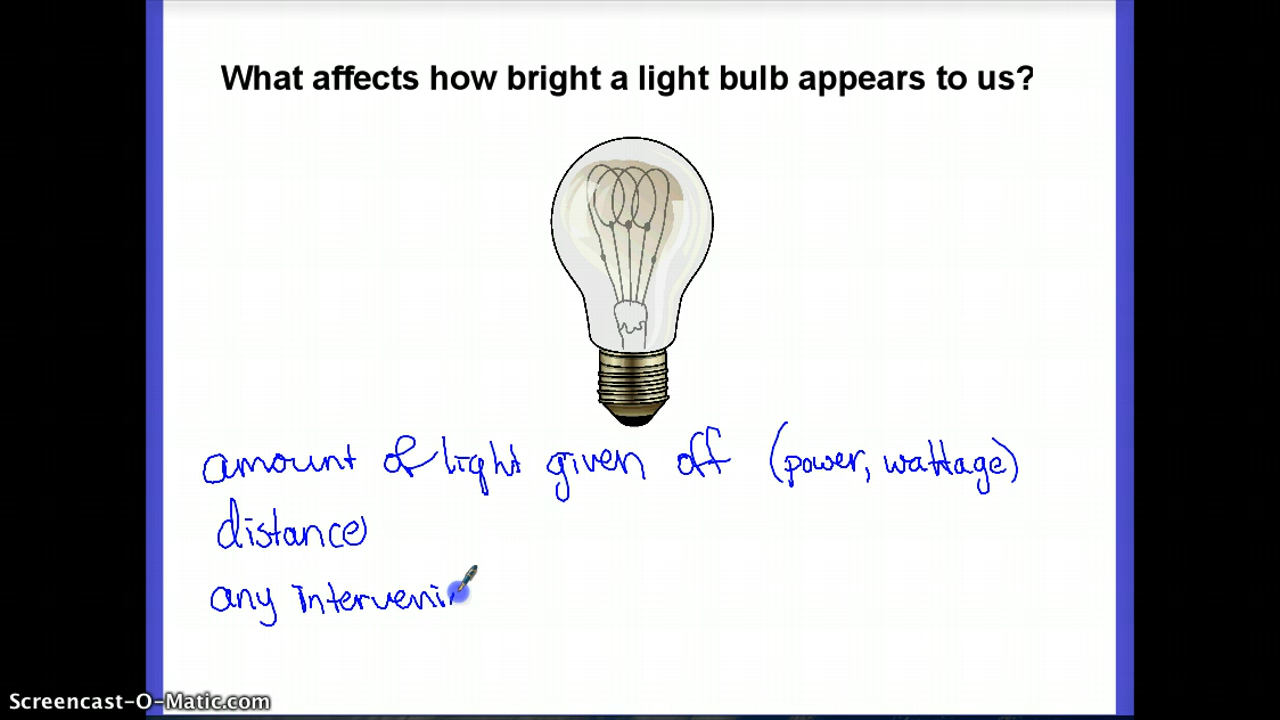 What affects how bright a light bulb appears to us?
amount of light given off (power, wattage)
distance
any interveni
Screencast-O-Matic.com